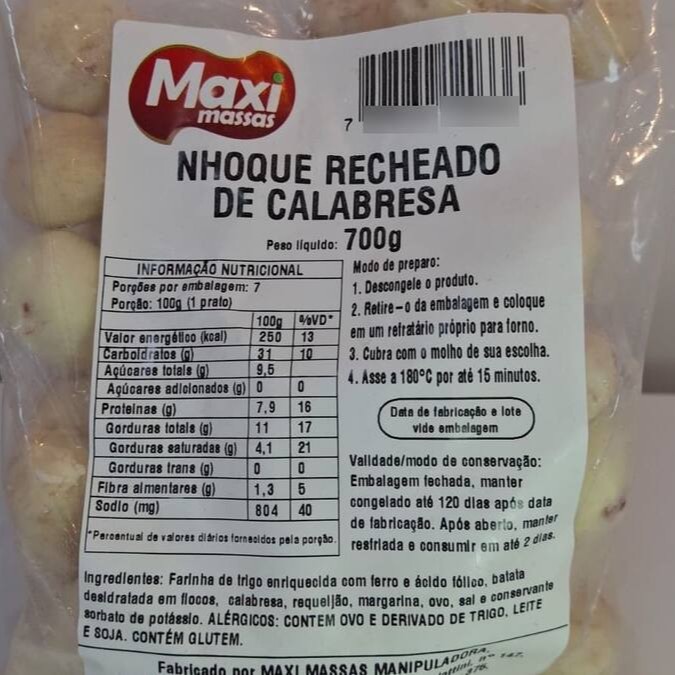 Maxi
massas
7
NHOQUE RECHEADO
DE CALABRESA
Peso líquido: 700g
INFORMAÇÃO NUTRICIONAL
Porções por embalagem: 7
Porção: 100g (1 prato)
100g %VD*
Valor energético (kcal) 250 13
Carboidratos (g) 31 10
Açúcares totais (g) 9,5
Açúcares adicionados (g) 0 0
Proteínas (g) 7,9 16
Gorduras totais (g) 11 17
Gorduras saturadas (g) 4,1 21
Gorduras trans (g) 0 0
Fibra alimentares (g) 1,3 5
Sodio (mg) 804 40
*Percentual de valores diários fornecidos pela porção.
Modo de preparo:
1. Descongele o produto.
2. Retire-o da embalagem e coloque
em um refratário próprio para forno.
3. Cubra com o molho de sua escolha.
4. Asse a 180°C por até 15 minutos.
Data de fabricação e lote
vide embalagem
Validade/modo de conservação:
Embalagem fechada, manter
congelado até 120 dias após data
de fabricação. Após aberto, manter
resfriada e consumir em até 2 dias.
Ingredientes: Farinha de trigo enriquecida com ferro e ácido fólico, batata
desidratada em flocos, calabresa, requeijão, margarina, ovo, sal e conservante
sorbato de potássio. ALÉRGICOS: CONTEM OVO E DERIVADO DE TRIGO, LEITE
E SOJA. CONTÉM GLUTEM.
Fabricado por MAXI MASSAS MANIPULADORA
nº 147,